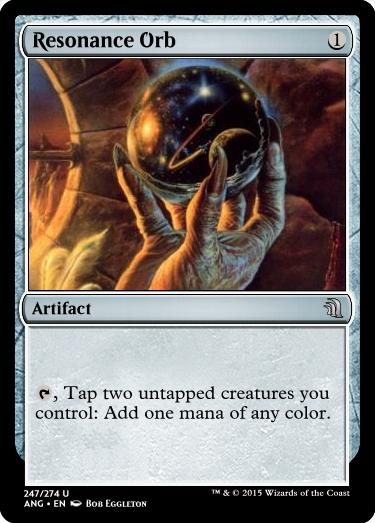 Resonance Orb 1
Artifact
, Tap two untapped creatures you
control: Add one mana of any color.
247/274 U
ANG • EN Bob Eggleton ™ & © 2015 Wizards of the Coast